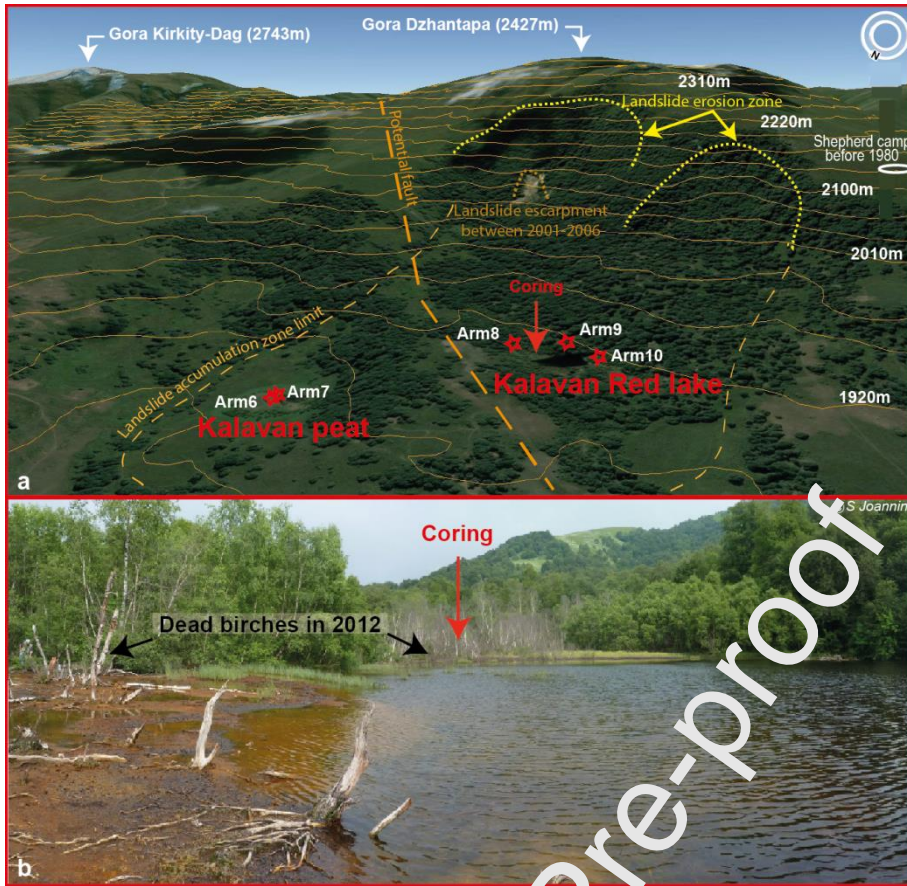 Gora Kirkity-Dag (2743m)
Gora Dzhantapa (2427m)
N
2310m
Landslide erosion zone
2220m
Potential fault
Shepherd camp
before 1980
2100m
Landslide escarpment
between 2001-2006
2010m
Coring
Landslide accumulation zone limit
Arm8
Arm9
Arm10
Kalavan Red lake
Arm6
Arm7
1920m
Kalavan peat
a
S Joannin
Coring
Dead birches in 2012
Pre-proof
b